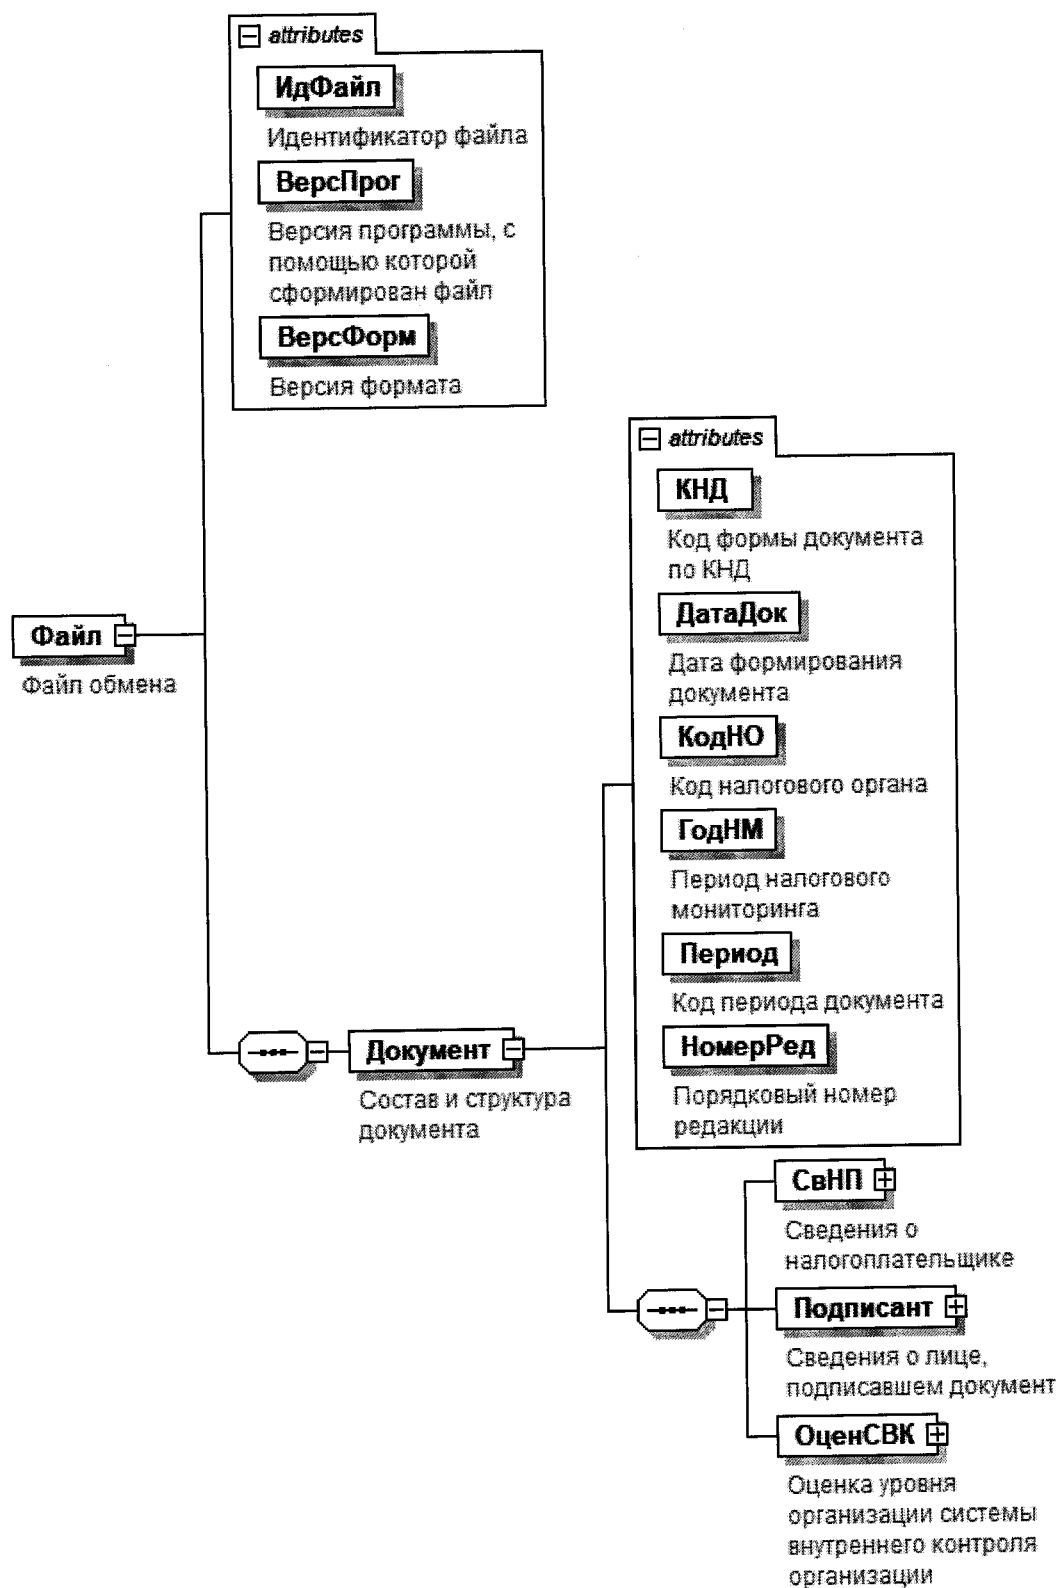 attributes
ИдФайл
Идентификатор файла
ВерсПрог
Версия программы, с
помощью которой
сформирован файл
ВерсФорм
Версия формата
Файл
Файл обмена
Документ
Состав и структура
документа
attributes
КНД
Код формы документа
по КНД
ДатаДок
Дата формирования
документа
КодНО
Код налогового органа
ГодНМ
Период налогового
мониторинга
Период
Код периода документа
НомерРед
Порядковый номер
редакции
СвНП
Сведения о
налогоплательщике
Подписант
Сведения о лице,
подписавшем документ
ОценСВК
Оценка уровня
организации системы
внутреннего контроля
организации